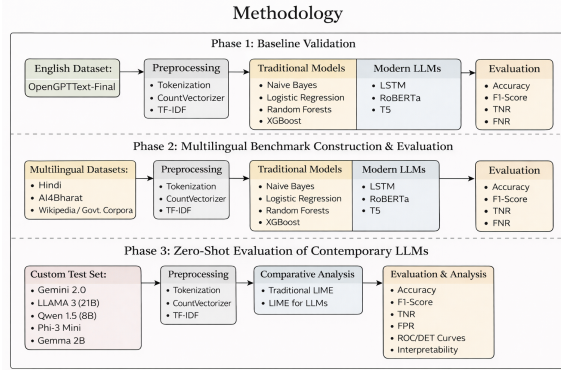 Methodology
Phase 1: Baseline Validation
English Dataset:
OpenGPTText-Final
Preprocessing
• Tokenization
• CountVectorizer
• TF-IDF
Traditional Models
• Naive Bayes
• Logistic Regression
• Random Forests
• XGBoost
Modern LLMs
• LSTM
• RoBERTa
• T5
Evaluation
• Accuracy
• F1-Score
• TNR
• FNR
Phase 2: Multilingual Benchmark Construction & Evaluation
Multilingual Datasets:
• Hindi
• AI4Bharat
• Wikipedia / Govt. Corpora
Preprocessing
• Tokenization
• CountVectorizer
• TF-IDF
Traditional Models
• Naive Bayes
• Logistic Regression
• Random Forests
• XGBoost
Modern LLMs
• LSTM
• RoBERTa
• T5
Evaluation
• Accuracy
• F1-Score
• TNR
• FNR
Phase 3: Zero-Shot Evaluation of Contemporary LLMs
Custom Test Set:
• Gemini 2.0
• LLAMA 3 (21B)
• Qwen 1.5 (8B)
• Phi-3 Mini
• Gemma 2B
Preprocessing
• Tokenization
• CountVectorizer
• TF-IDF
Comparative Analysis
• Traditional LIME
• LIME for LLMs
Evaluation & Analysis
• Accuracy
• F1-Score
• TNR
• FPR
• ROC/DET Curves
• Interpretability